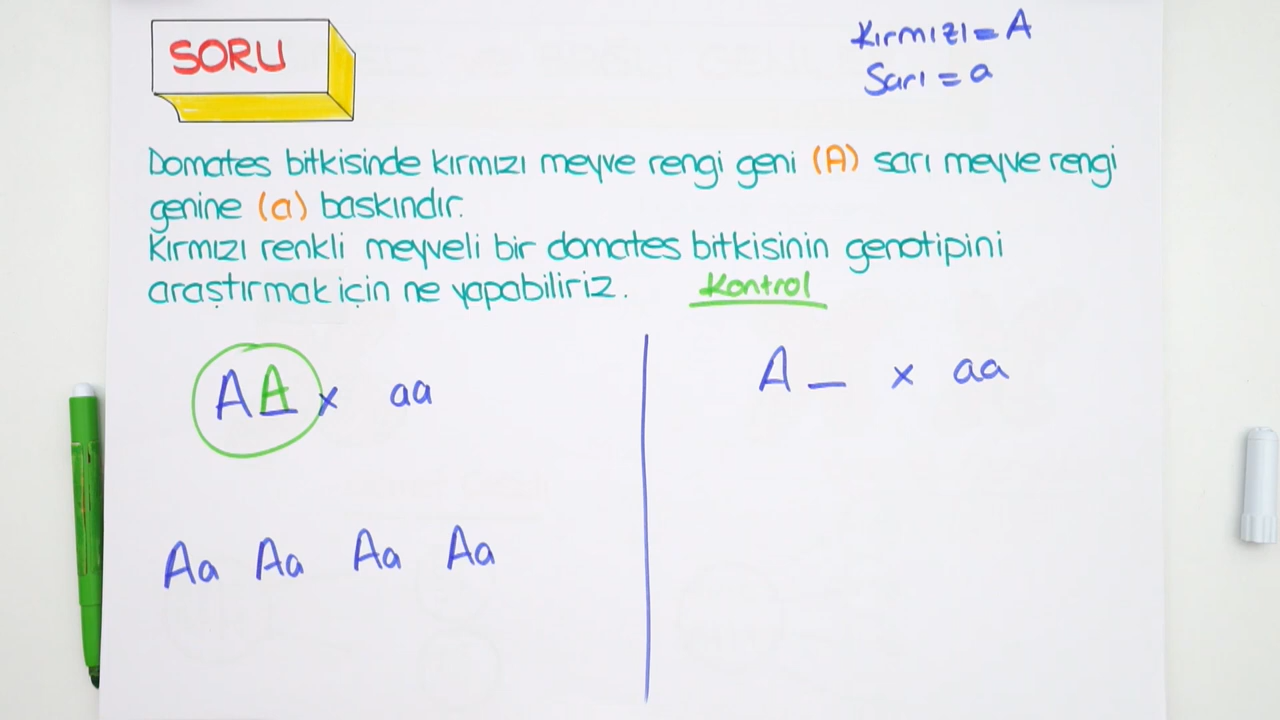 SORU
Kırmızı = A
Sarı = a
Domates bitkisinde kırmızı meyve rengi geni (A) sarı meyve rengi
genine (a) baskındır.
Kırmızı renkli meyveli bir domates bitkisinin genotipini
araştırmak için ne yapabiliriz. Kontrol
AA x aa
Aa Aa Aa Aa
A _ x aa